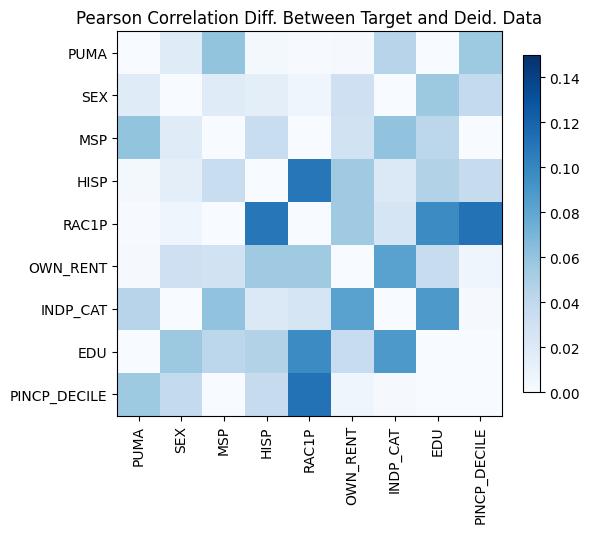 Pearson Correlation Diff. Between Target and Deid. Data
PUMA
SEX
MSP
HISP
RAC1P
OWN_RENT
INDP_CAT
EDU
PINCP_DECILE
PUMA
SEX
MSP
HISP
RAC1P
OWN_RENT
INDP_CAT
EDU
PINCP_DECILE
0.14
0.12
0.10
0.08
0.06
0.04
0.02
0.00